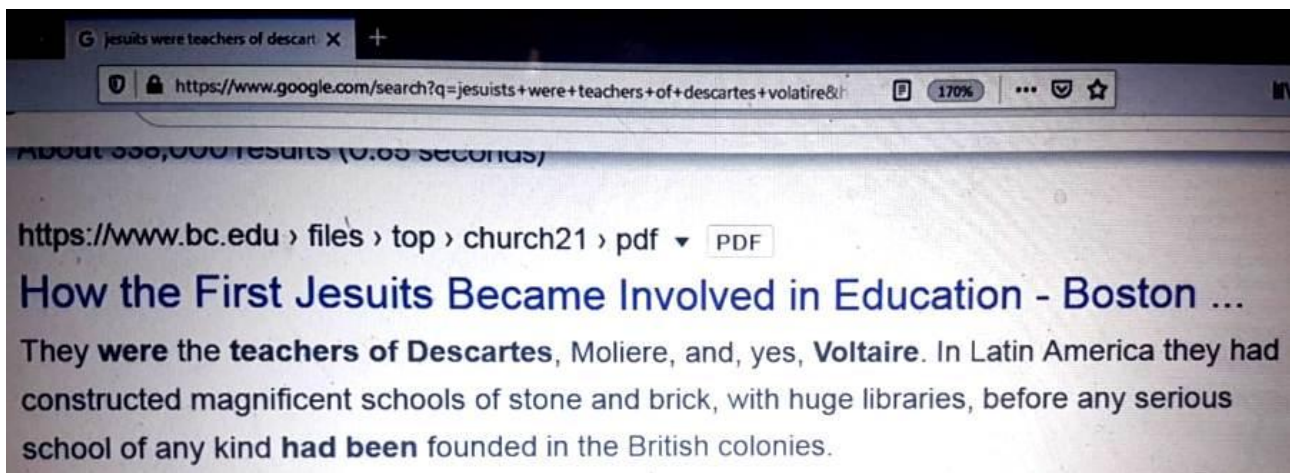 G jesuits were teachers of descart
https://www.google.com/search?q=jesuists+were+teachers+of+descartes+volatire&h 170%
About results seconds)
https://www.bc.edu › files › top › church21 › pdf PDF
How the First Jesuits Became Involved in Education - Boston ...
They were the teachers of Descartes, Moliere, and, yes, Voltaire. In Latin America they had
constructed magnificent schools of stone and brick, with huge libraries, before any serious
school of any kind had been founded in the British colonies.